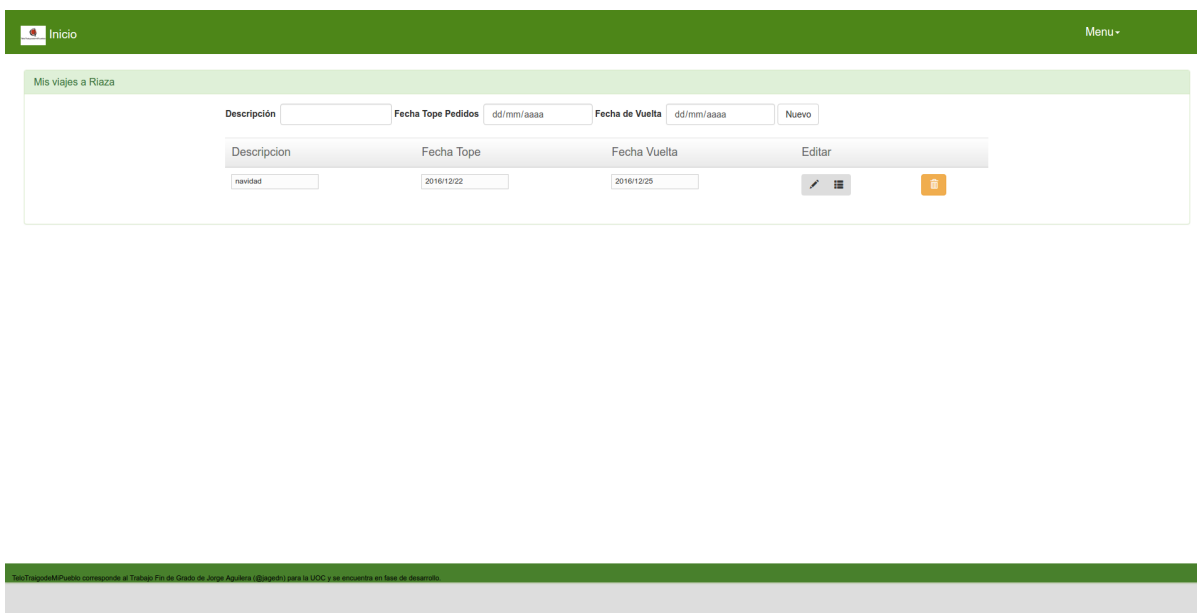 Inicio
Menu
Mis viajes a Riaza
Descripción Fecha Tope Pedidos dd/mm/aaaa Fecha de Vuelta dd/mm/aaaa Nuevo
Descripcion Fecha Tope Fecha Vuelta Editar
navidad 2016/12/22 2016/12/25
TeloTraigodeMiPueblo corresponde al Trabajo Fin de Grado de Jorge Aguilera (@jagedn) para la UOC y se encuentra en fase de desarrollo.